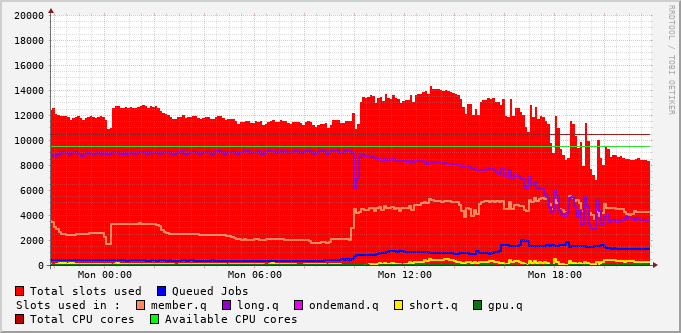 20000
18000
16000
14000
12000
10000
8000
6000
4000
2000
0
Mon 00:00 Mon 06:00 Mon 12:00 Mon 18:00
RRDTOOL / TOBI OETIKER
Total slots used Queued Jobs
Slots used in : member.q long.q ondemand.q short.q gpu.q
Total CPU cores Available CPU cores